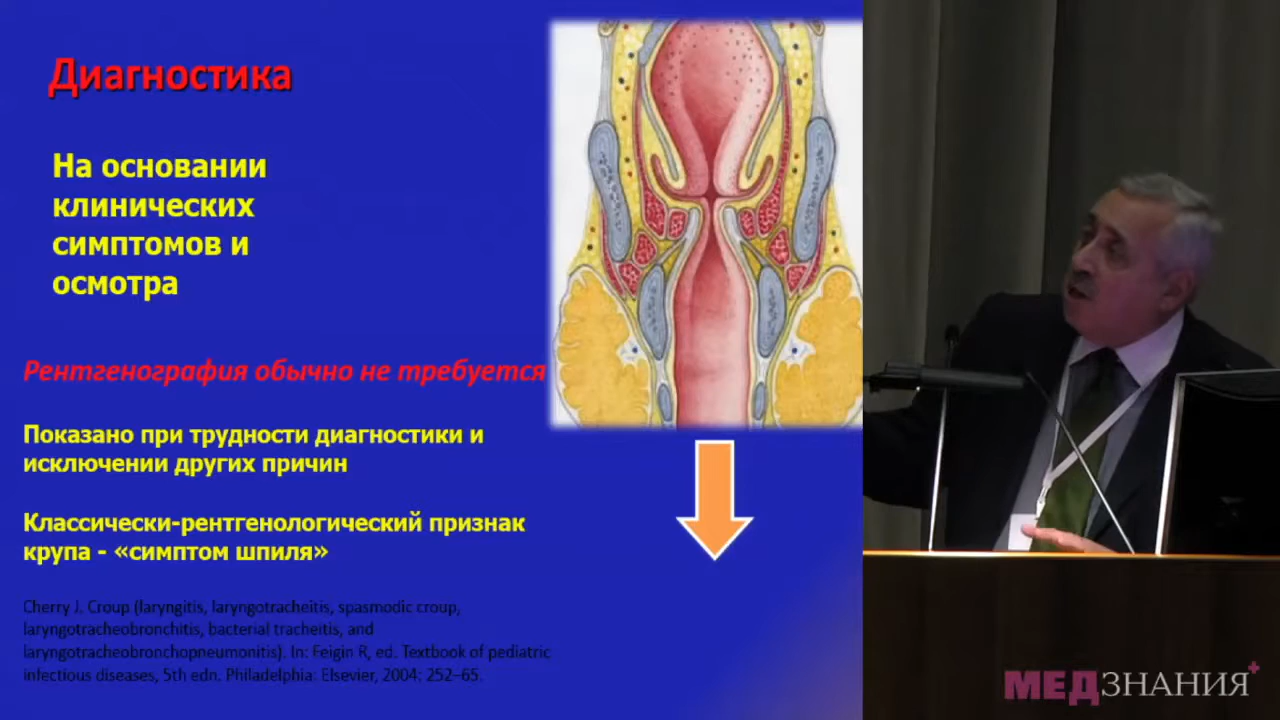 Диагностика
На основании
клинических
симптомов и
осмотра
Рентгенография обычно не требуется
Показано при трудности диагностики и
исключении других причин
Классически-рентгенологический признак
крупа - «симптом шпиля»
Cherry J. Croup (laryngitis, laryngotracheitis, spasmodic croup,
laryngotracheobronchitis, bacterial tracheitis, and
laryngotracheobronchopneumonitis). In: Feigin R, ed. Textbook of pediatric
infectious diseases, 5th edn. Philadelphia: Elsevier, 2004: 252–65.
МЕДЗНАНИЯ+